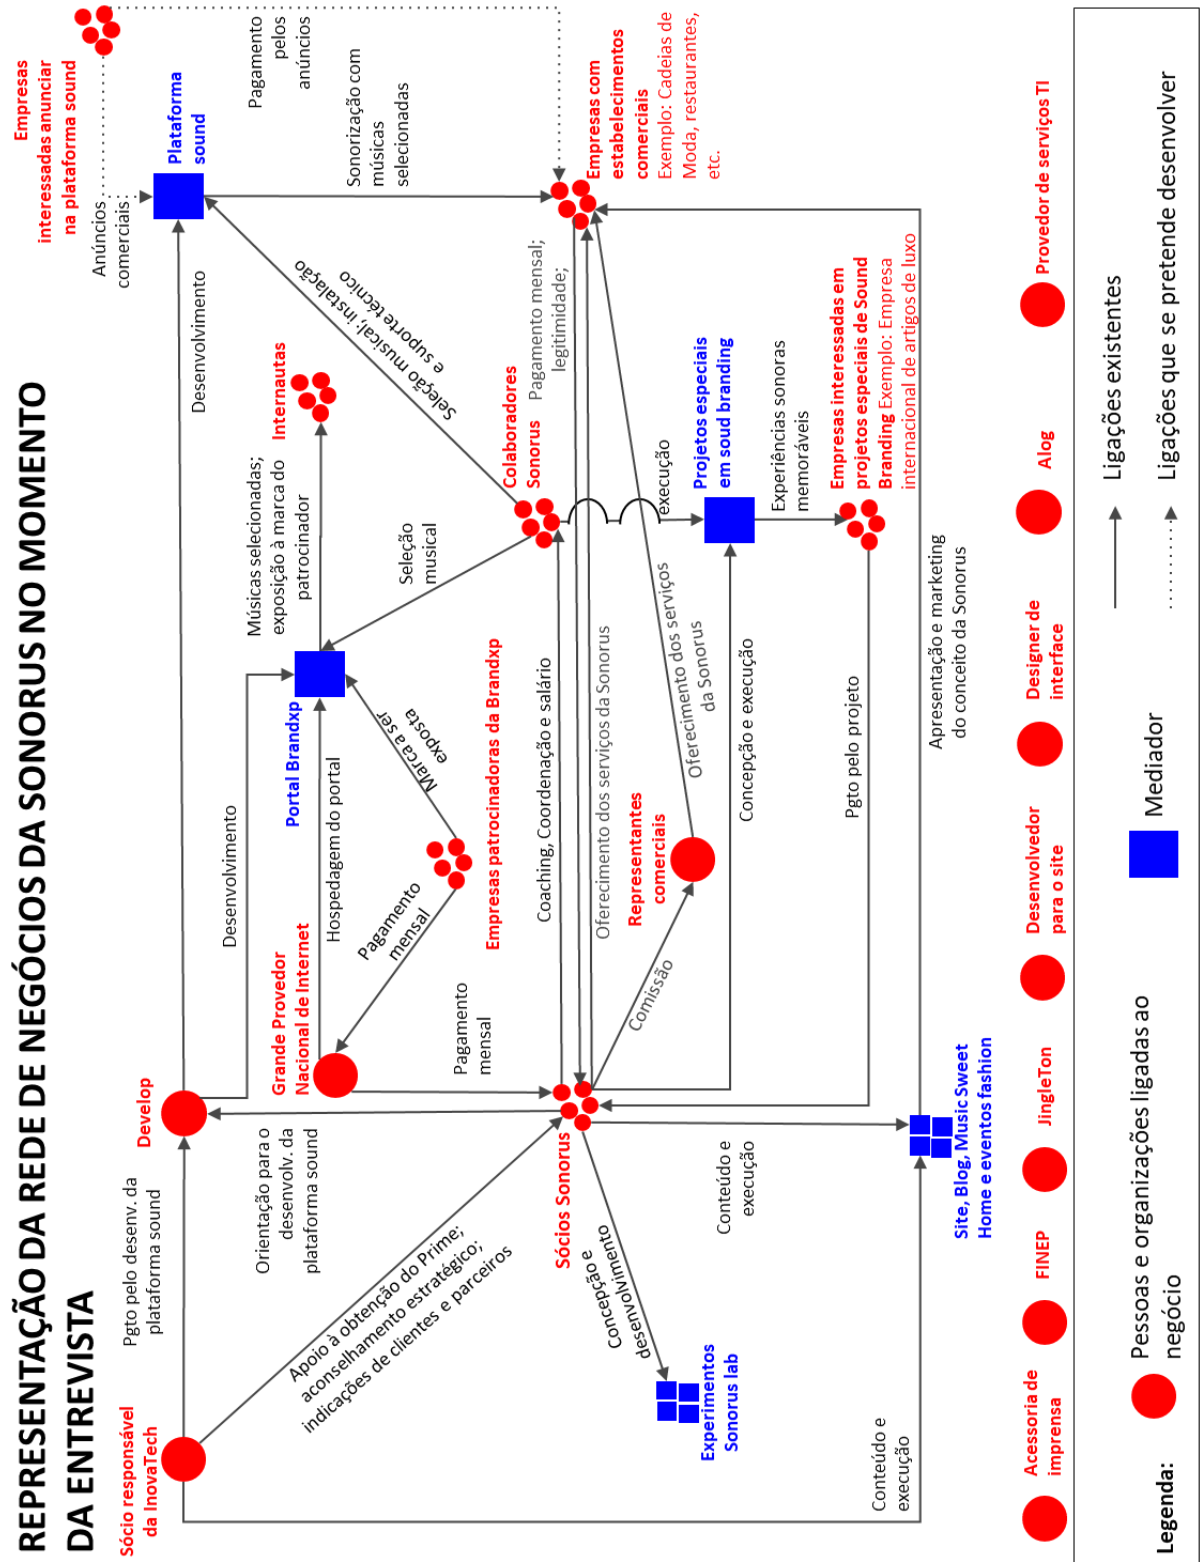 REPRESENTAÇÃO DA REDE DE NEGÓCIOS DA SONORUS NO MOMENTO
DA ENTREVISTA
Sócio responsável
da InovaTech
Pgto pelo desenv. da
plataforma sound
Develop
Desenvolvimento
Anúncios
comerciais;
Empresas
interessadas anunciar
na plataforma sound
Plataforma
sound
Pagamento
pelos
anúncios
Desenvolvimento
Orientação para o
desenvolv. da
plataforma sound
Apoio à obtenção do Prime;
aconselhamento estratégico;
indicações de clientes e parceiros
Grande Provedor
Nacional de Internet
Hospedagem do portal
Portal Brandxp
Músicas selecionadas;
exposição à marca do
patrocinador
Internautas
Sonorização com
músicas
selecionadas
Seleção musical; instalação
e suporte técnico
Pagamento
mensal
Marca a ser
exposta
Seleção
musical
Pagamento
mensal
Empresas patrocinadoras da Brandxp
Colaboradores
Sonorus
Pagamento mensal;
legitimidade;
Empresas com
estabelecimentos
comerciais
Exemplo: Cadeias de
Moda, restaurantes,
etc.
Sócios Sonorus
Coaching, Coordenação e salário
Oferecimento dos serviços da Sonorus
Concepção e
desenvolvimento
Comissão
Representantes
comerciais
Oferecimento dos serviços
da Sonorus
execução
Projetos especiais
em soud branding
Experimentos
Sonorus lab
Conteúdo e
execução
Concepção e execução
Experiências sonoras
memoráveis
Pgto pelo projeto
Empresas interessadas em
projetos especiais de Sound
Branding Exemplo: Empresa
internacional de artigos de luxo
Conteúdo e
execução
Site, Blog, Music Sweet
Home e eventos fashion
Apresentação e marketing
do conceito da Sonorus
Acessoria de
imprensa
FINEP
JingleTon
Desenvolvedor
para o site
Designer de
interface
Alog
Provedor de serviços TI
Legenda:
Pessoas e organizações ligadas ao
negócio
Mediador
Ligações existentes
Ligações que se pretende desenvolver